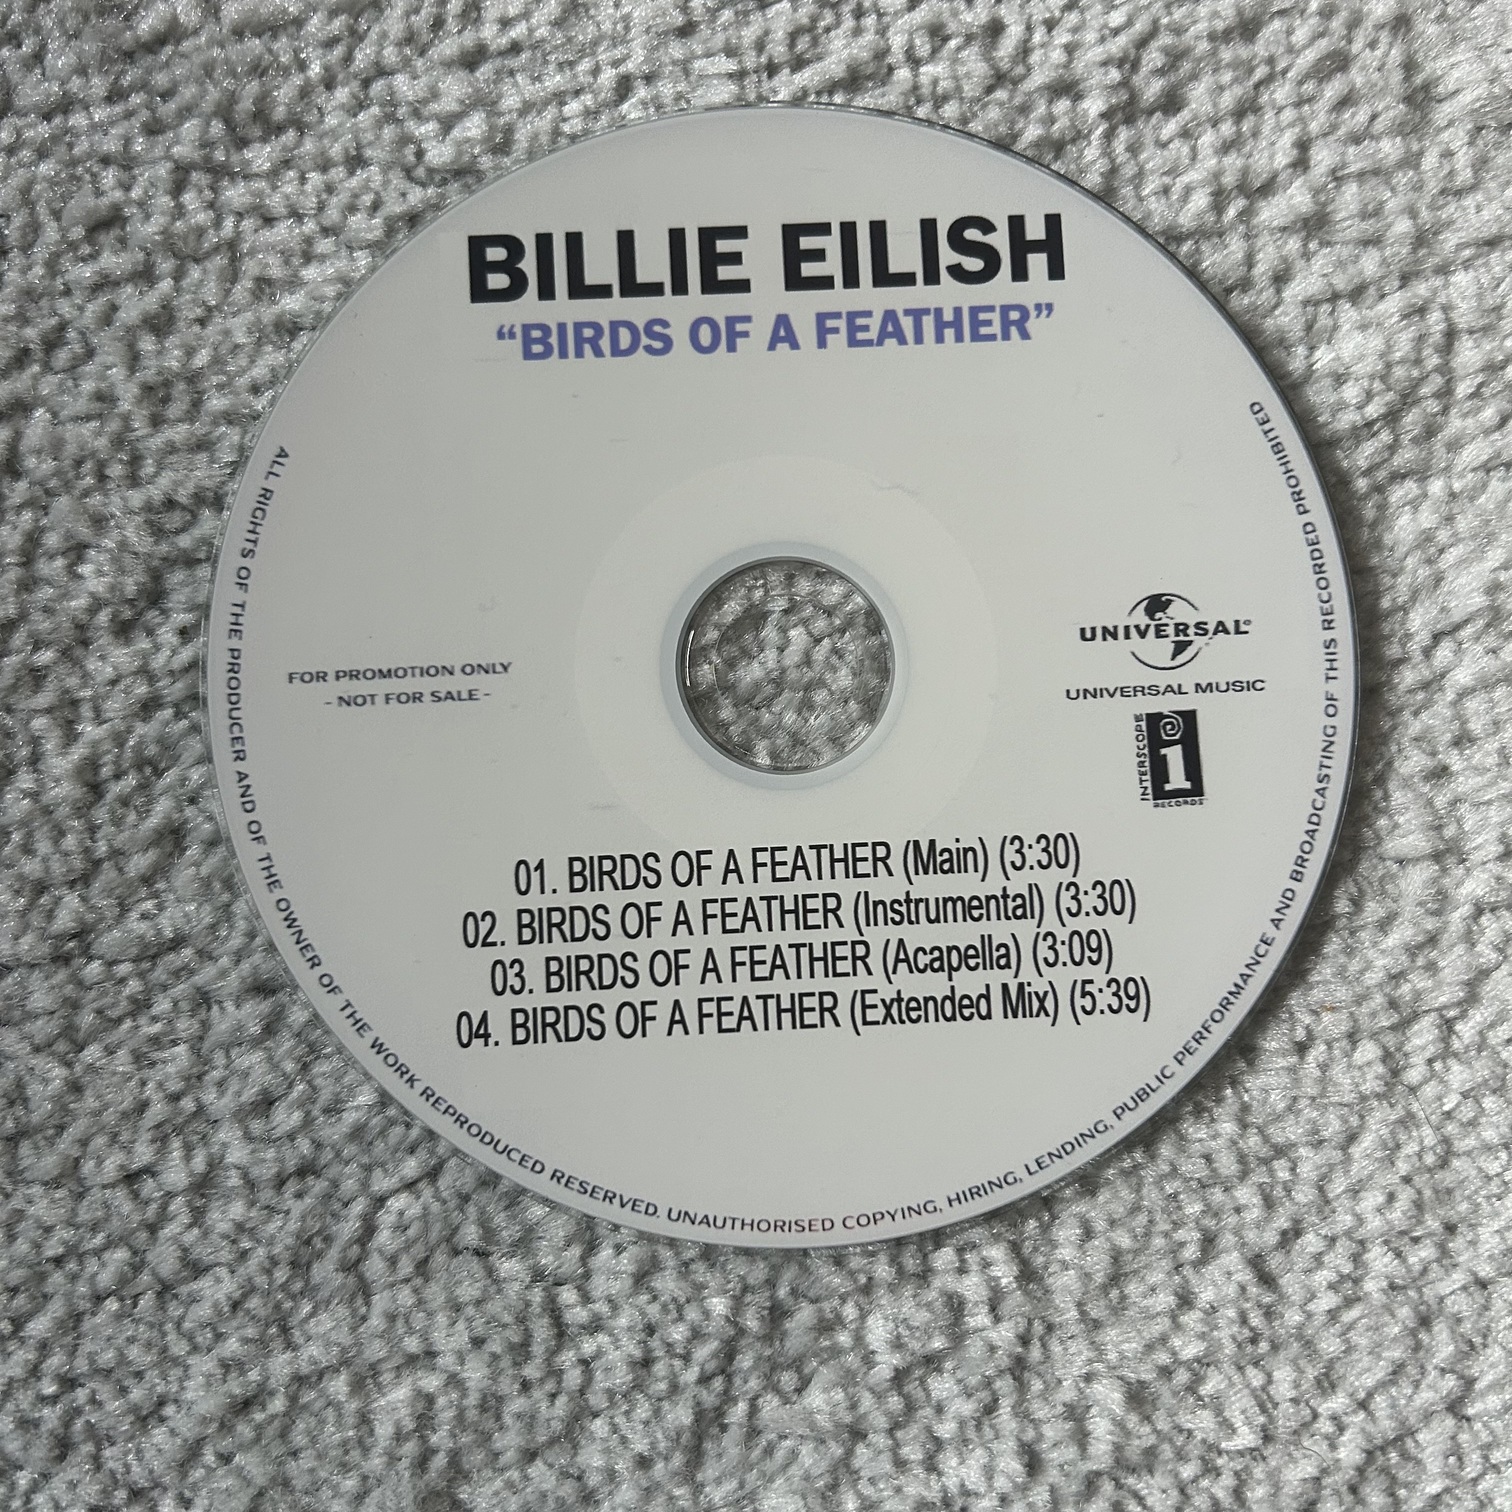 BILLIE EILISH
“BIRDS OF A FEATHER”
FOR PROMOTION ONLY
- NOT FOR SALE -
UNIVERSAL®
UNIVERSAL MUSIC
INTERSCOPE
i
RECORDS
01. BIRDS OF A FEATHER (Main) (3:30)
02. BIRDS OF A FEATHER (Instrumental) (3:30)
03. BIRDS OF A FEATHER (Acapella) (3:09)
04. BIRDS OF A FEATHER (Extended Mix) (5:39)
ALL RIGHTS OF THE PRODUCER AND OF THE OWNER OF THE WORK REPRODUCED RESERVED. UNAUTHORISED COPYING, HIRING, LENDING, PUBLIC PERFORMANCE AND BROADCASTING OF THIS RECORDED PROHIBITED